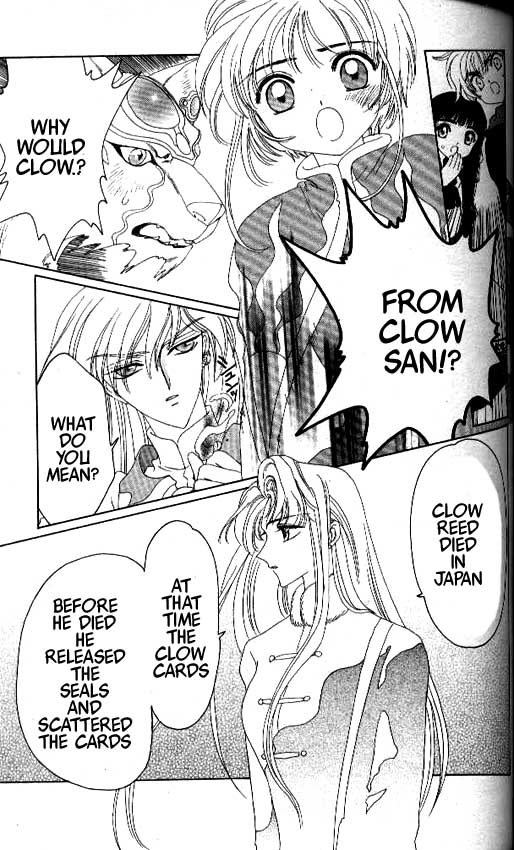 FROM
CLOW
SAN!?
WHY
WOULD
CLOW.?
WHAT
DO
YOU
MEAN?
CLOW
REED
DIED
IN
JAPAN
AT
THAT
TIME
THE
CLOW
CARDS
BEFORE
HE DIED
HE
RELEASED
THE
SEALS
AND
SCATTERED
THE CARDS